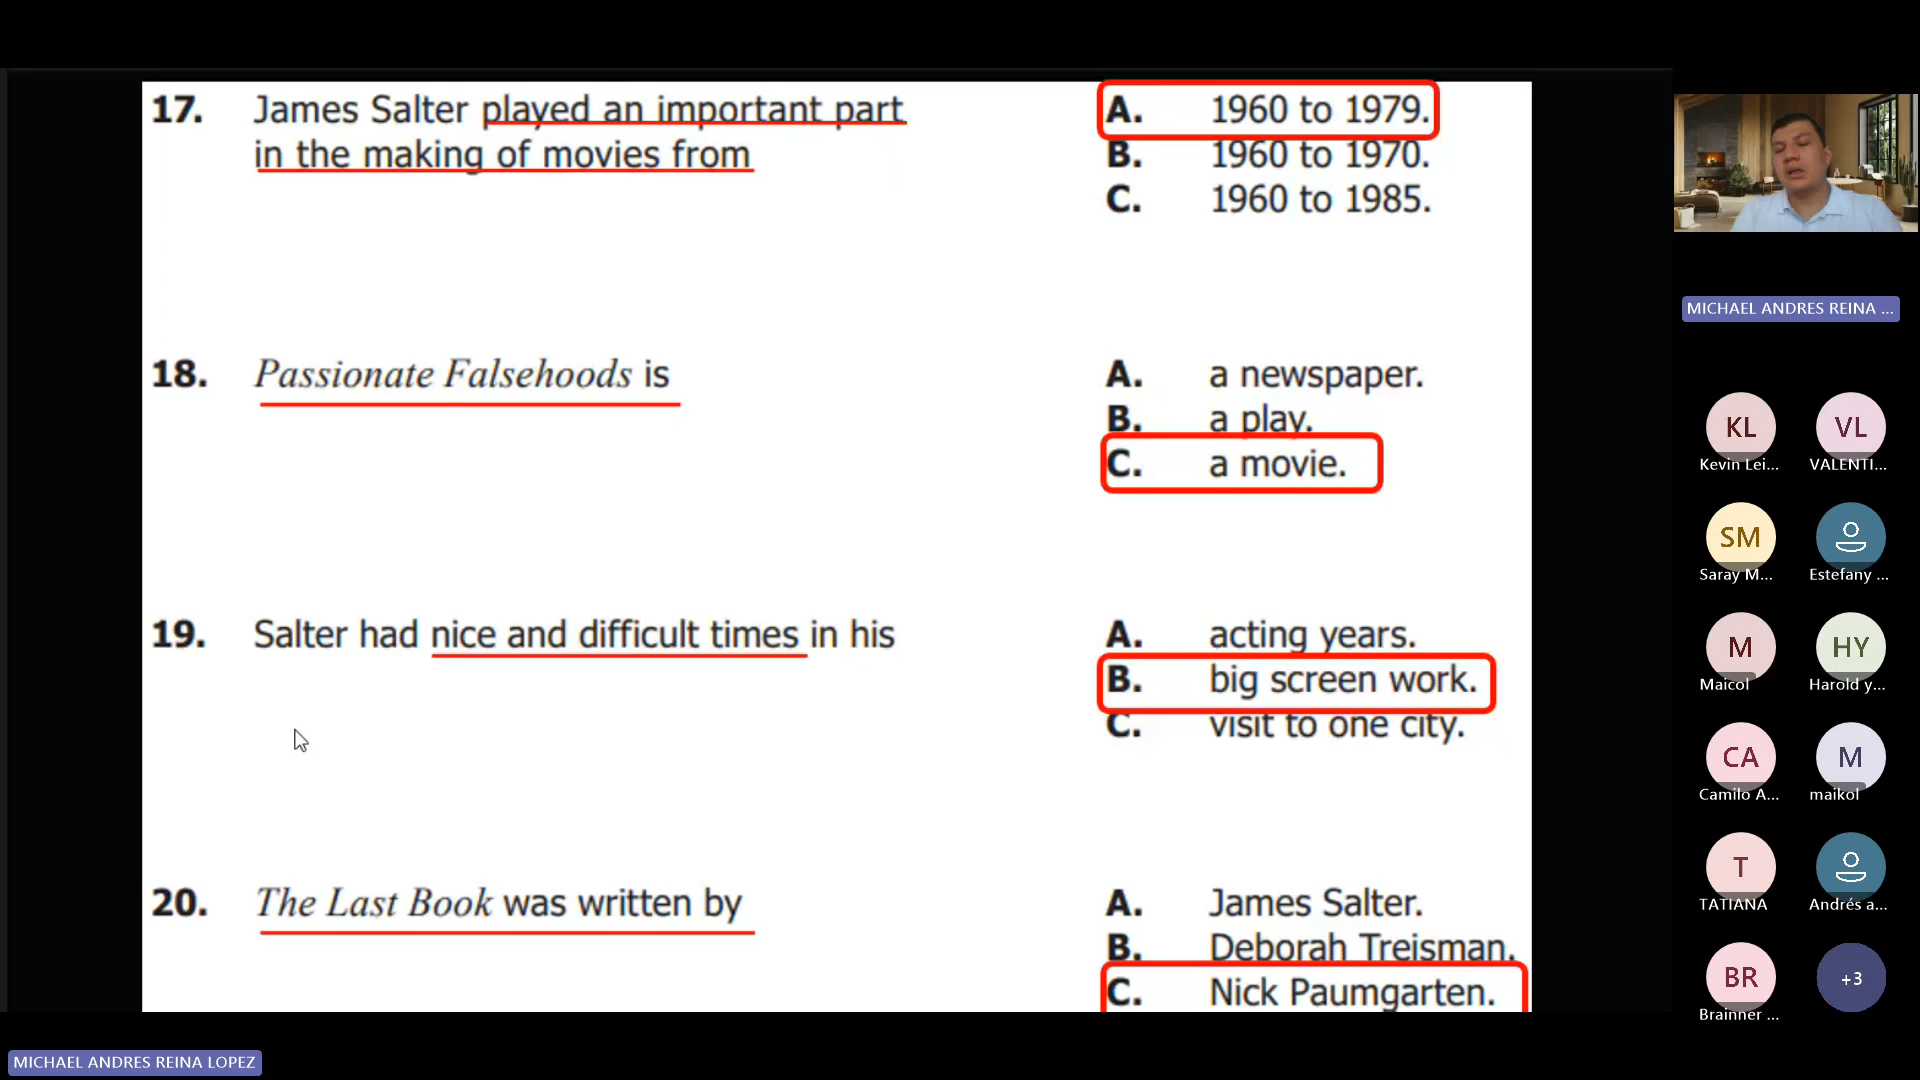 17. James Salter played an important part
in the making of movies from
A. 1960 to 1979.
B. 1960 to 1970.
C. 1960 to 1985.
18. Passionate Falsehoods is
A. a newspaper.
B. a play.
C. a movie.
19. Salter had nice and difficult times in his
A. acting years.
B. big screen work.
C. visit to one city.
20. The Last Book was written by
A. James Salter.
B. Deborah Treisman.
C. Nick Paumgarten.
MICHAEL ANDRES REINA ...
KL VL
Kevin Lei... VALENTI...
SM
Saray M... Estefany ...
M HY
Maicol Harold y...
CA M
Camilo A... maikol
T
TATIANA Andrés a...
BR +3
Brainner ...
MICHAEL ANDRES REINA LOPEZ